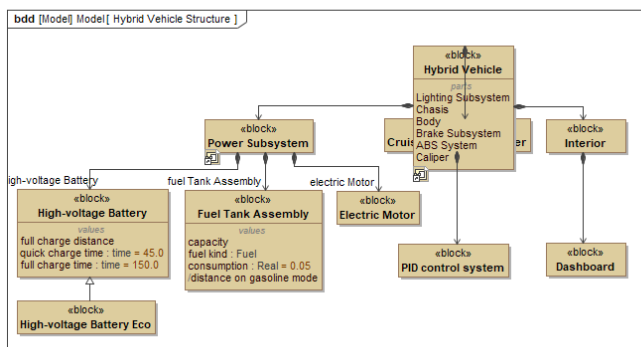 bdd [Model] Model[ Hybrid Vehicle Structure ]
«block»
Hybrid Vehicle
parts
Lighting Subsystem
Chasis
Body
Brake Subsystem
ABS System
Caliper
«block»
Power Subsystem
Cruis
er
«block»
Interior
igh-voltage Battery
fuel Tank Assembly
electric Motor
«block»
High-voltage Battery
values
full charge distance
quick charge time : time = 45.0
full charge time : time = 150.0
«block»
Fuel Tank Assembly
values
capacity
fuel kind : Fuel
consumption : Real = 0.05
/distance on gasoline mode
«block»
Electric Motor
«block»
PID control system
«block»
Dashboard
«block»
High-voltage Battery Eco